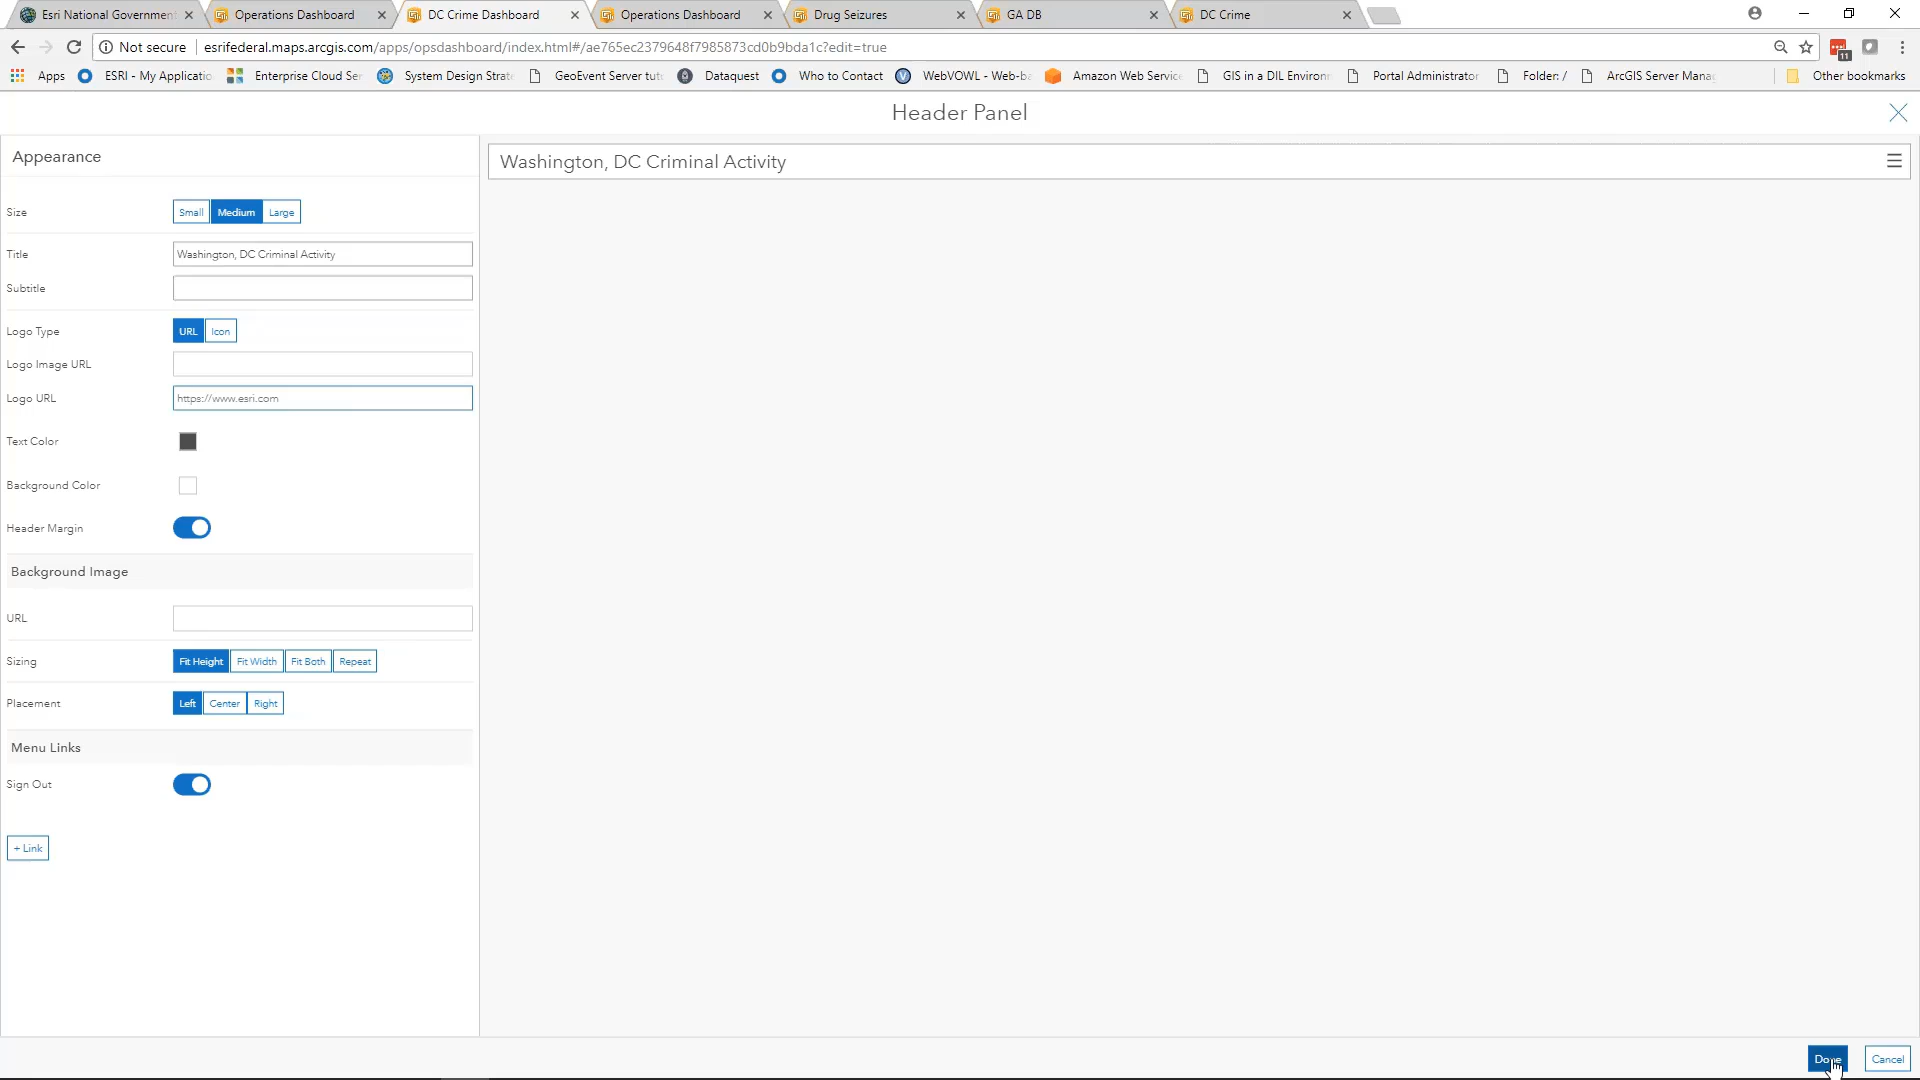 Esri National Government
Operations Dashboard
DC Crime Dashboard
Operations Dashboard
Drug Seizures
GA DB
DC Crime
Not secure
esrifederal.maps.arcgis.com/apps/opsdashboard/index.html#/ae765ec2379648f7985873cd0b9bda1c?edit=true
11
Apps
ESRI - My Applicatio
Enterprise Cloud Ser
System Design Strat
GeoEvent Server tut
Dataquest
Who to Contact
WebVOWL - Web-ba
Amazon Web Service
GIS in a DIL Environ
Portal Administrator
Folder: /
ArcGIS Server Mana
Other bookmarks
Header Panel
Appearance
Washington, DC Criminal Activity
Size
Small Medium Large
Title
Washington, DC Criminal Activity
Subtitle
Logo Type
URL Icon
Logo Image URL
Logo URL
https://www.esri.com
Text Color
Background Color
Header Margin
Background Image
URL
Sizing
Fit Height Fit Width Fit Both Repeat
Placement
Left Center Right
Menu Links
Sign Out
+ Link
Done
Cancel